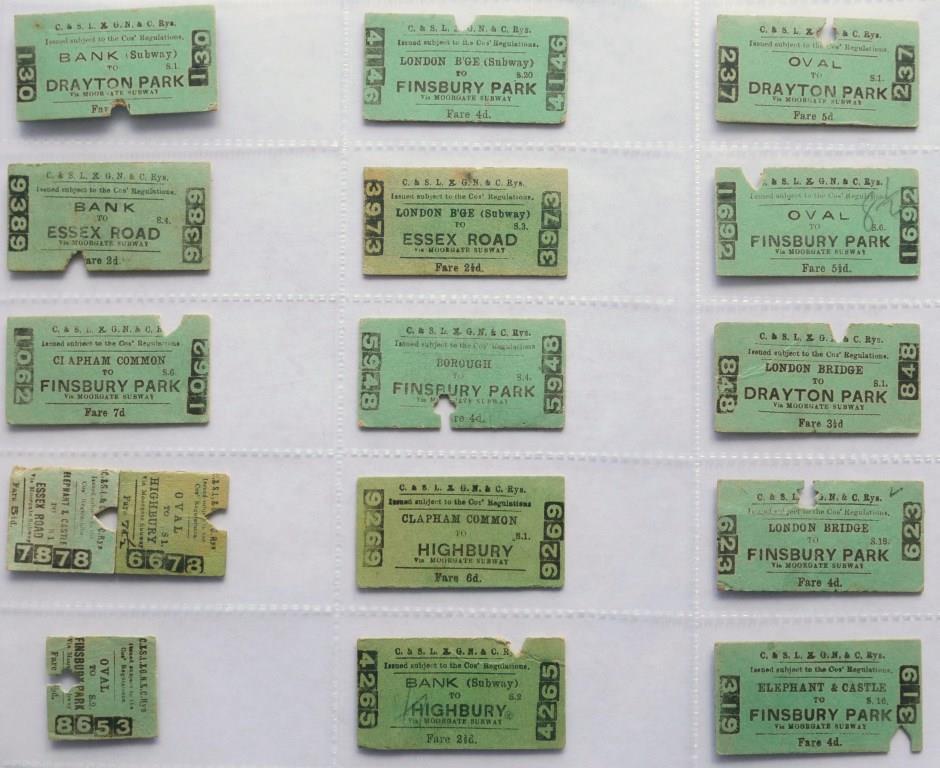 C. & S. L. X G. N. & C. Rys.
Issued subject to the Cos' Regulations.
130
BANK (Subway)
TO S.1.
DRAYTON PARK
Via MOORGATE SUBWAY
130
C. & S. L. X G. N. & C. Rys.
Issued subject to the Cos' Regulations.
4146
LONDON B'GE (Subway)
TO S.20
FINSBURY PARK
Via MOORGATE SUBWAY
Fare 4d.
4146
& C. Rys.
Issued subject to the Cos' Regulations.
237
OVAL
TO S.1.
DRAYTON PARK
Via MOORGATE SUBWAY
Fare 5d.
237
C. & S. L. X G. N. & C. Rys.
Issued subject to the Cos' Regulations.
9389
BANK
TO S.4.
ESSEX ROAD
Via MOORGATE SUBWAY
are 2d.
9389
C. & S. L. X G. N. & C. Rys.
Issued subject to the Cos' Regulations.
3973
LONDON B'GE (Subway)
TO S.3.
ESSEX ROAD
Via MOORGATE SUBWAY
Fare 2½d.
3973
& S. L. X G. N. & C. Rys.
Issued subject to the Cos' Regulations.
1692
OVAL
TO S.6.
FINSBURY PARK
Via MOORGATE SUBWAY
Fare 5½d.
1692
C. & S. L. X G. N. & C. R
Issued subject to the Cos' Regulations.
1062
CLAPHAM COMMON
TO S.6.
FINSBURY PARK
Via MOORGATE SUBWAY
Fare 7d
1062
C. & S. L. X G. N. & C. Rys.
Issued subject to the Cos' Regulations.
5948
BOROUGH
TO S.4.
FINSBURY PARK
Via MOORGATE SUBWAY
re 4d.
5948
C. & S. L. X & C. Rys.
Issued subject to the Cos' Regulations.
848
LONDON BRIDGE
TO S.1.
DRAYTON PARK
Via MOORGATE SUBWAY
Fare 3½d
848
ELEPHANT & CASTLE
TO S.1
ESSEX ROAD
Fare 3½d.
7878
OVAL
TO S1.
HIGHBURY
Via Moorgate Subway
6678
C. & S. L. X G. N. & C. Rys.
Issued subject to the Cos' Regulations.
9269
CLAPHAM COMMON
TO S.1.
HIGHBURY
Via MOORGATE SUBWAY
Fare 6d.
9269
C. & S. L. & C. Rys.
Issued subject to the Cos' Regulations.
623
LONDON BRIDGE
TO S.18.
FINSBURY PARK
Via MOORGATE SUBWAY
Fare 4d.
623
OVAL
TO S.9.
FINSBURY PARK
Fare
8653
C. & S. L. X G. N. & C. R
Issued subject to the Cos' Regulations.
4265
BANK (Subway)
TO S.2
HIGHBURY
Via MOORGATE SUBWAY
Fare 2½d.
4265
C. & S. L. X G. N. & C. Rys.
Issued subject to the Cos' Regulations.
319
ELEPHANT & CASTLE
TO S.16.
FINSBURY PARK
Via MOORGATE SUBWAY
Fare 4d.
319